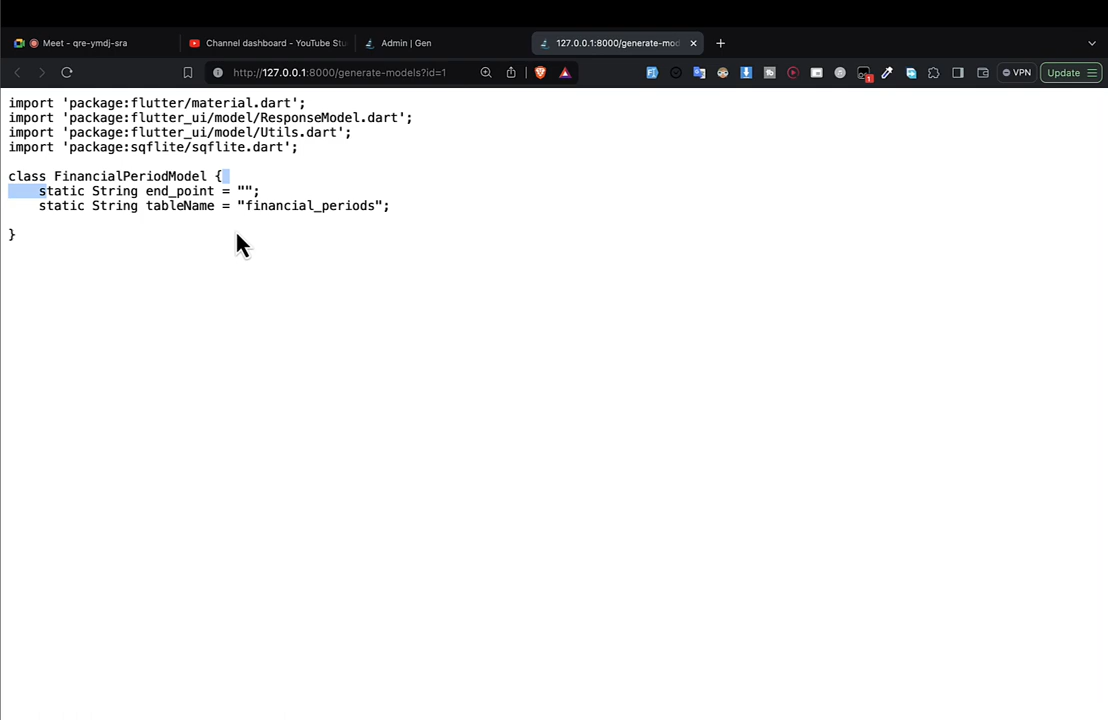 Meet - qre-ymdj-sra
Channel dashboard - YouTube Stu
Admin | Gen
127.0.0.1:8000/generate-mod
http://127.0.0.1:8000/generate-models?id=1
1
VPN
Update
import 'package:flutter/material.dart';
import 'package:flutter_ui/model/ResponseModel.dart';
import 'package:flutter_ui/model/Utils.dart';
import 'package:sqflite/sqflite.dart';
class FinancialPeriodModel {
static String end_point = "";
static String tableName = "financial_periods";
}